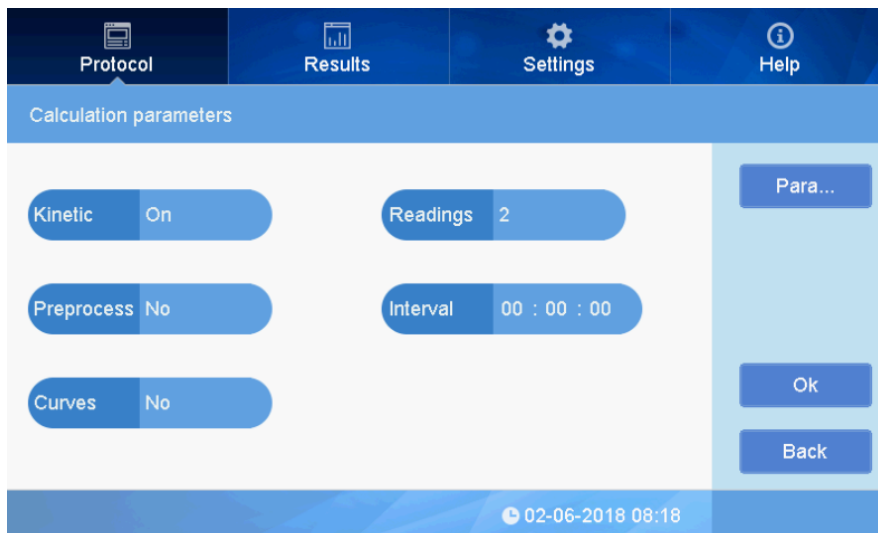 Protocol Results Settings Help
Calculation parameters
Para...
Kinetic On Readings 2
Preprocess No Interval 00 : 00 : 00
Curves No
Ok
Back
02-06-2018 08:18